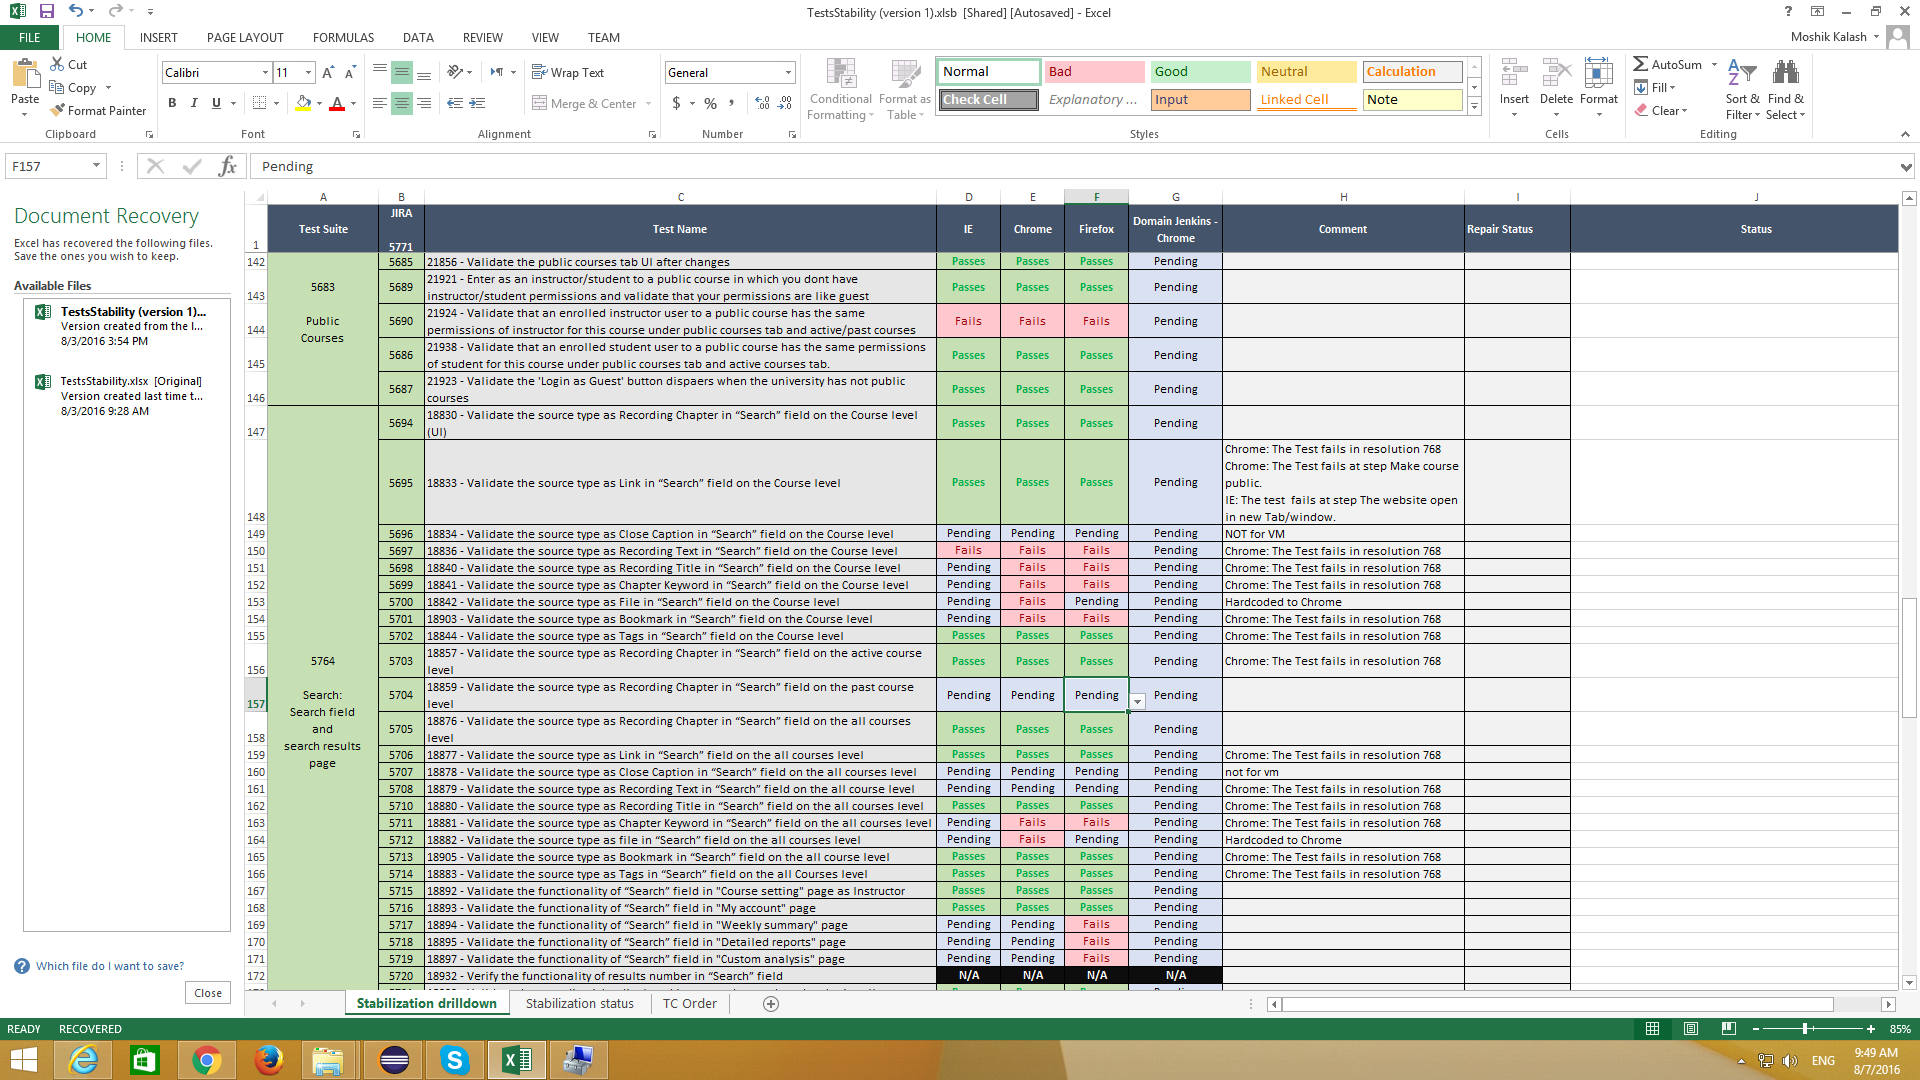 TestsStability (version 1).xlsb  [Shared] [Autosaved] - Excel
FILE HOME INSERT PAGE LAYOUT FORMULAS DATA REVIEW VIEW TEAM
Moshik Kalash
Paste
Cut
Copy
Format Painter
Clipboard
Calibri 11
B I U
Font
Wrap Text
Merge & Center
Alignment
General
$ %
Number
Conditional Formatting
Format as Table
Normal Bad Good Neutral Calculation
Check Cell Explanatory ... Input Linked Cell Note
Styles
Insert Delete Format
Cells
AutoSum
Fill
Clear
Sort & Filter
Find & Select
Editing
F157
fx
Pending
Document Recovery
Excel has recovered the following files.
Save the ones you wish to keep.
Available Files
TestsStability (version 1)...
Version created from the l...
8/3/2016 3:54 PM
TestsStability.xlsx  [Original]
Version created last time t...
8/3/2016 9:28 AM
Which file do I want to save?
Close
A B C D E F G H I J
1 Test Suite JIRA 5771 Test Name IE Chrome Firefox Domain Jenkins - Chrome Comment Repair Status Status
5683
Public
Courses
142 5685 21856 - Validate the public courses tab UI after changes Passes Passes Passes Pending
143 5689 21921 - Enter as an instructor/student to a public course in which you dont have
instructor/student permissions and validate that your permissions are like guest Passes Passes Passes Pending
144 5690 21924 - Validate that an enrolled instructor user to a public course has the same
permissions of instructor for this course under public courses tab and active/past courses Fails Fails Fails Pending
145 5686 21938 - Validate that an enrolled student user to a public course has the same permissions
of student for this course under public courses tab and active courses tab. Passes Passes Passes Pending
146 5687 21923 - Validate the 'Login as Guest' button dispaers when the university has not public
courses Passes Passes Passes Pending
5764
Search:
Search field
and
search results
page
147 5694 18830 - Validate the source type as Recording Chapter in “Search” field on the Course level
(UI) Passes Passes Passes Pending
148 5695 18833 - Validate the source type as Link in “Search” field on the Course level Passes Passes Passes Pending
Chrome: The Test fails in resolution 768
Chrome: The Test fails at step Make course
public.
IE: The test  fails at step The website open
in new Tab/window.
149 5696 18834 - Validate the source type as Close Caption in “Search” field on the Course level Pending Pending Pending Pending NOT for VM
150 5697 18836 - Validate the source type as Recording Text in “Search” field on the Course level Fails Fails Fails Pending Chrome: The Test fails in resolution 768
151 5698 18840 - Validate the source type as Recording Title in “Search” field on the Course level Pending Fails Fails Pending Chrome: The Test fails in resolution 768
152 5699 18841 - Validate the source type as Chapter Keyword in “Search” field on the Course level Pending Fails Fails Pending Chrome: The Test fails in resolution 768
153 5700 18842 - Validate the source type as File in “Search” field on the Course level Pending Fails Pending Pending Hardcoded to Chrome
154 5701 18903 - Validate the source type as Bookmark in “Search” field on the Course level Pending Fails Fails Pending Chrome: The Test fails in resolution 768
155 5702 18844 - Validate the source type as Tags in “Search” field on the Course level Passes Passes Passes Pending Chrome: The Test fails in resolution 768
156 5703 18857 - Validate the source type as Recording Chapter in “Search” field on the active course
level Passes Passes Passes Pending Chrome: The Test fails in resolution 768
157 5704 18859 - Validate the source type as Recording Chapter in “Search” field on the past course
level Pending Pending Pending Pending
158 5705 18876 - Validate the source type as Recording Chapter in “Search” field on the all courses
level Passes Passes Passes Pending
159 5706 18877 - Validate the source type as Link in “Search” field on the all courses level Passes Passes Passes Pending Chrome: The Test fails in resolution 768
160 5707 18878 - Validate the source type as Close Caption in “Search” field on the all courses level Pending Pending Pending Pending not for vm
161 5708 18879 - Validate the source type as Recording Text in “Search” field on the all course level Pending Pending Pending Pending Chrome: The Test fails in resolution 768
162 5710 18880 - Validate the source type as Recording Title in “Search” field on the all courses level Passes Passes Passes Pending Chrome: The Test fails in resolution 768
163 5711 18881 - Validate the source type as Chapter Keyword in “Search” field on the all courses level Pending Fails Fails Pending Chrome: The Test fails in resolution 768
164 5712 18882 - Validate the source type as file in “Search” field on the all courses level Pending Fails Pending Pending Hardcoded to Chrome
165 5713 18905 - Validate the source type as Bookmark in “Search” field on the all course level Passes Passes Passes Pending Chrome: The Test fails in resolution 768
166 5714 18883 - Validate the source type as Tags in “Search” field on the all Courses level Passes Passes Passes Pending Chrome: The Test fails in resolution 768
167 5715 18892 - Validate the functionality of “Search” field in "Course setting" page as Instructor Passes Passes Passes Pending
168 5716 18893 - Validate the functionality of “Search” field in "My account" page Passes Passes Passes Pending
169 5717 18894 - Validate the functionality of “Search” field in "Weekly summary" page Pending Pending Fails Pending
170 5718 18895 - Validate the functionality of “Search” field in "Detailed reports" page Pending Pending Fails Pending
171 5719 18897 - Validate the functionality of “Search” field in "Custom analysis" page Pending Pending Fails Pending
172 5720 18932 - Verify the functionality of results number in “Search” field N/A N/A N/A N/A
Stabilization drilldown Stabilization status TC Order
READY RECOVERED 85%
ENG
9:49 AM
8/7/2016